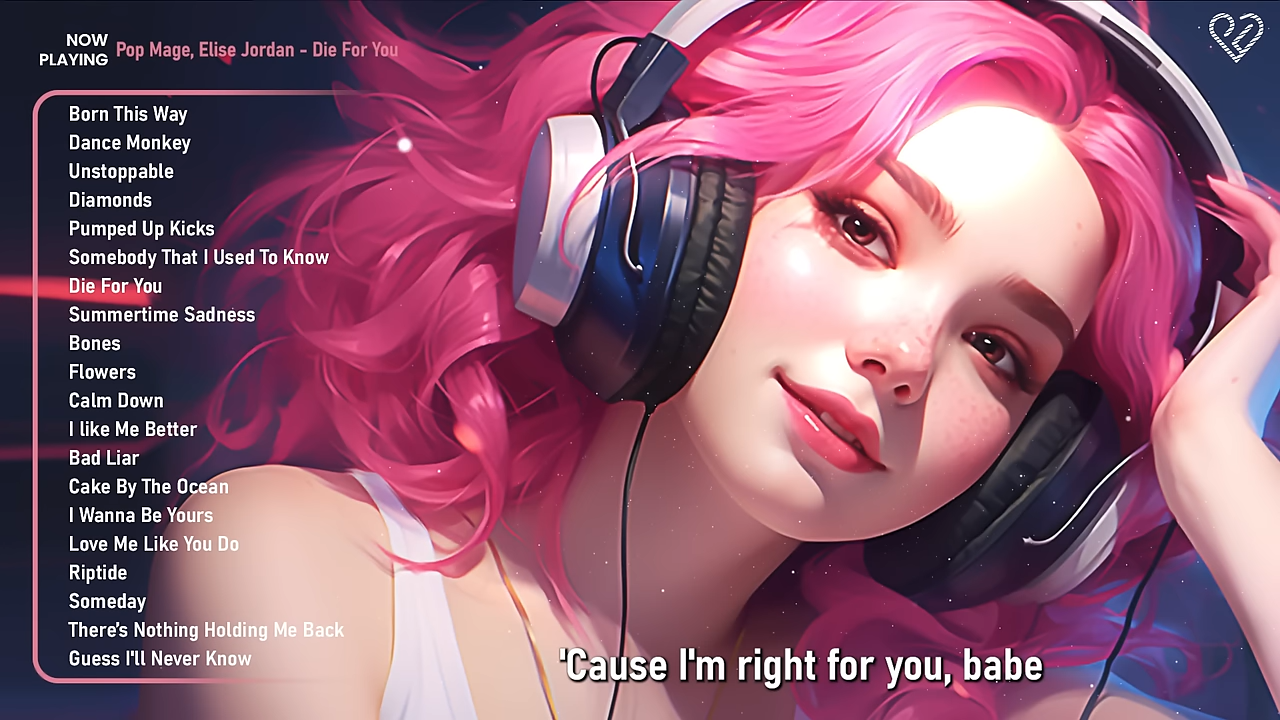 NOW
PLAYING
Pop Mage, Elise Jordan - Die For You
Born This Way
Dance Monkey
Unstoppable
Diamonds
Pumped Up Kicks
Somebody That I Used To Know
Die For You
Summertime Sadness
Bones
Flowers
Calm Down
I like Me Better
Bad Liar
Cake By The Ocean
I Wanna Be Yours
Love Me Like You Do
Riptide
Someday
There's Nothing Holding Me Back
Guess I'll Never Know
'Cause I'm right for you, babe